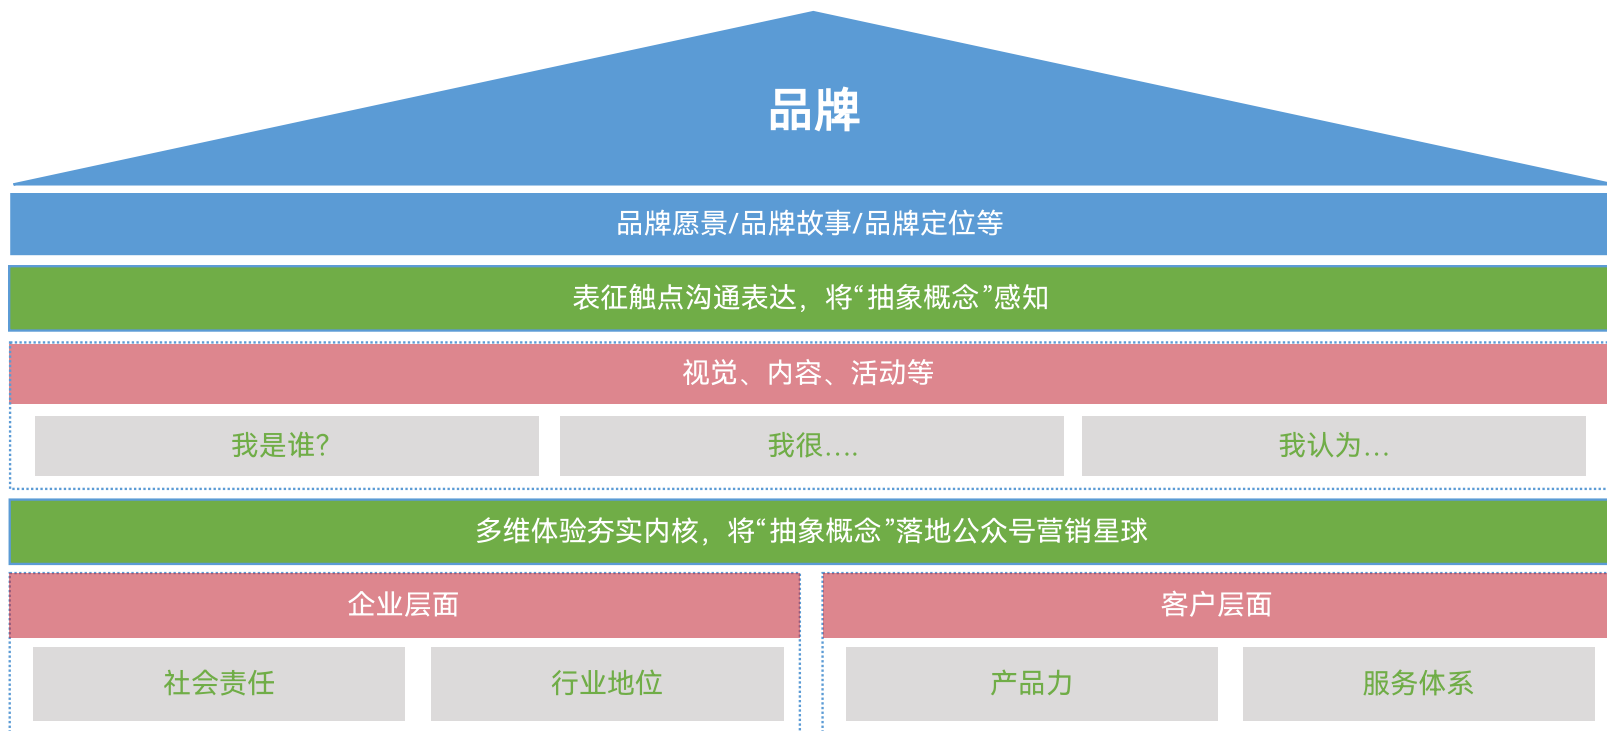 品牌
品牌愿景/品牌故事/品牌定位等
表征触点沟通表达，将“抽象概念”感知
视觉、内容、活动等
我是谁？
我很....
我认为...
多维体验夯实内核，将“抽象概念”落地公众号营销星球
企业层面
客户层面
社会责任
行业地位
产品力
服务体系